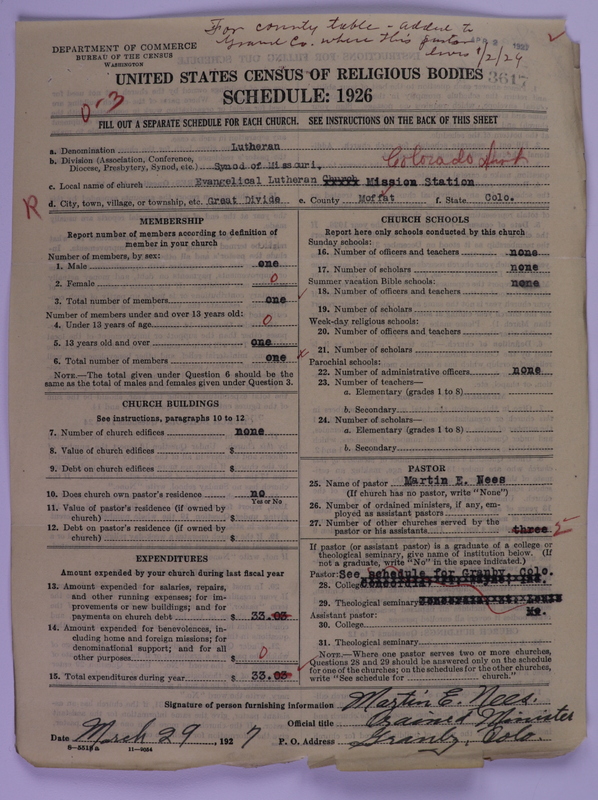 For county table - added to
Grand Co. where this pastor
lives 4/2/29
DEPARTMENT OF COMMERCE
BUREAU OF THE CENSUS
WASHINGTON
UNITED STATES CENSUS OF RELIGIOUS BODIES
3617
SCHEDULE: 1926
0-3
FILL OUT A SEPARATE SCHEDULE FOR EACH CHURCH. SEE INSTRUCTIONS ON THE BACK OF THIS SHEET
a. Denomination Lutheran
b. Division (Association, Conference,
Diocese, Presbytery, Synod, etc.) Synod of Missouri, Colorado Dist
c. Local name of church Evangelical Lutheran Church Mission Station
R
d. City, town, village, or township, etc. Great Divide e. County Moffat f. State Colo.
MEMBERSHIP
Report number of members according to definition of
member in your church
Number of members, by sex:
1. Male one
2. Female 0
3. Total number of members one
Number of members under and over 13 years old:
4. Under 13 years of age 0
5. 13 years old and over one
6. Total number of members one
NOTE.—The total given under Question 6 should be the
same as the total of males and females given under Question 3.
CHURCH BUILDINGS
See instructions, paragraphs 10 to 12
7. Number of church edifices none
8. Value of church edifices $
9. Debt on church edifices $
10. Does church own pastor's residence no
Yes or No
11. Value of pastor's residence (if owned by
church) $
12. Debt on pastor's residence (if owned by
church) $
EXPENDITURES
Amount expended by your church during last fiscal year
13. Amount expended for salaries, repairs,
and other running expenses; for im-
provements or new buildings; and for
payments on church debt $ 33.03
14. Amount expended for benevolences, in-
cluding home and foreign missions; for
denominational support; and for all
other purposes $ 0
15. Total expenditures during year $ 33.03
CHURCH SCHOOLS
Report here only schools conducted by this church
Sunday schools:
16. Number of officers and teachers none
17. Number of scholars none
Summer vacation Bible schools: none
18. Number of officers and teachers
19. Number of scholars
Week-day religious schools:
20. Number of officers and teachers
21. Number of scholars
Parochial schools:
22. Number of administrative officers none
23. Number of teachers—
a. Elementary (grades 1 to 8)
b. Secondary
24. Number of scholars—
a. Elementary (grades 1 to 8)
b. Secondary
PASTOR
25. Name of pastor Martin E. Nees
(If church has no pastor, write "None")
26. Number of ordained ministers, if any, em-
ployed as assistant pastors
27. Number of other churches served by the
pastor or his assistants three 5
If pastor (or assistant pastor) is a graduate of a college or
theological seminary, give name of institution below. (If
not a graduate, write "No" in the space indicated.)
Pastor: See schedule for Granby, Colo.
28. College
29. Theological seminary
Mo.
Assistant pastor:
30. College
31. Theological seminary
NOTE.—Where one pastor serves two or more churches,
Questions 28 and 29 should be answered only on the schedule
for one of the churches; on the schedules for the other churches,
write "See schedule for church."
Signature of person furnishing information Martin E. Nees.
Official title Ordained Minister
Date Mrch 29, 1927 P. O. Address Granby, Colo.
8-5518a 11-9034